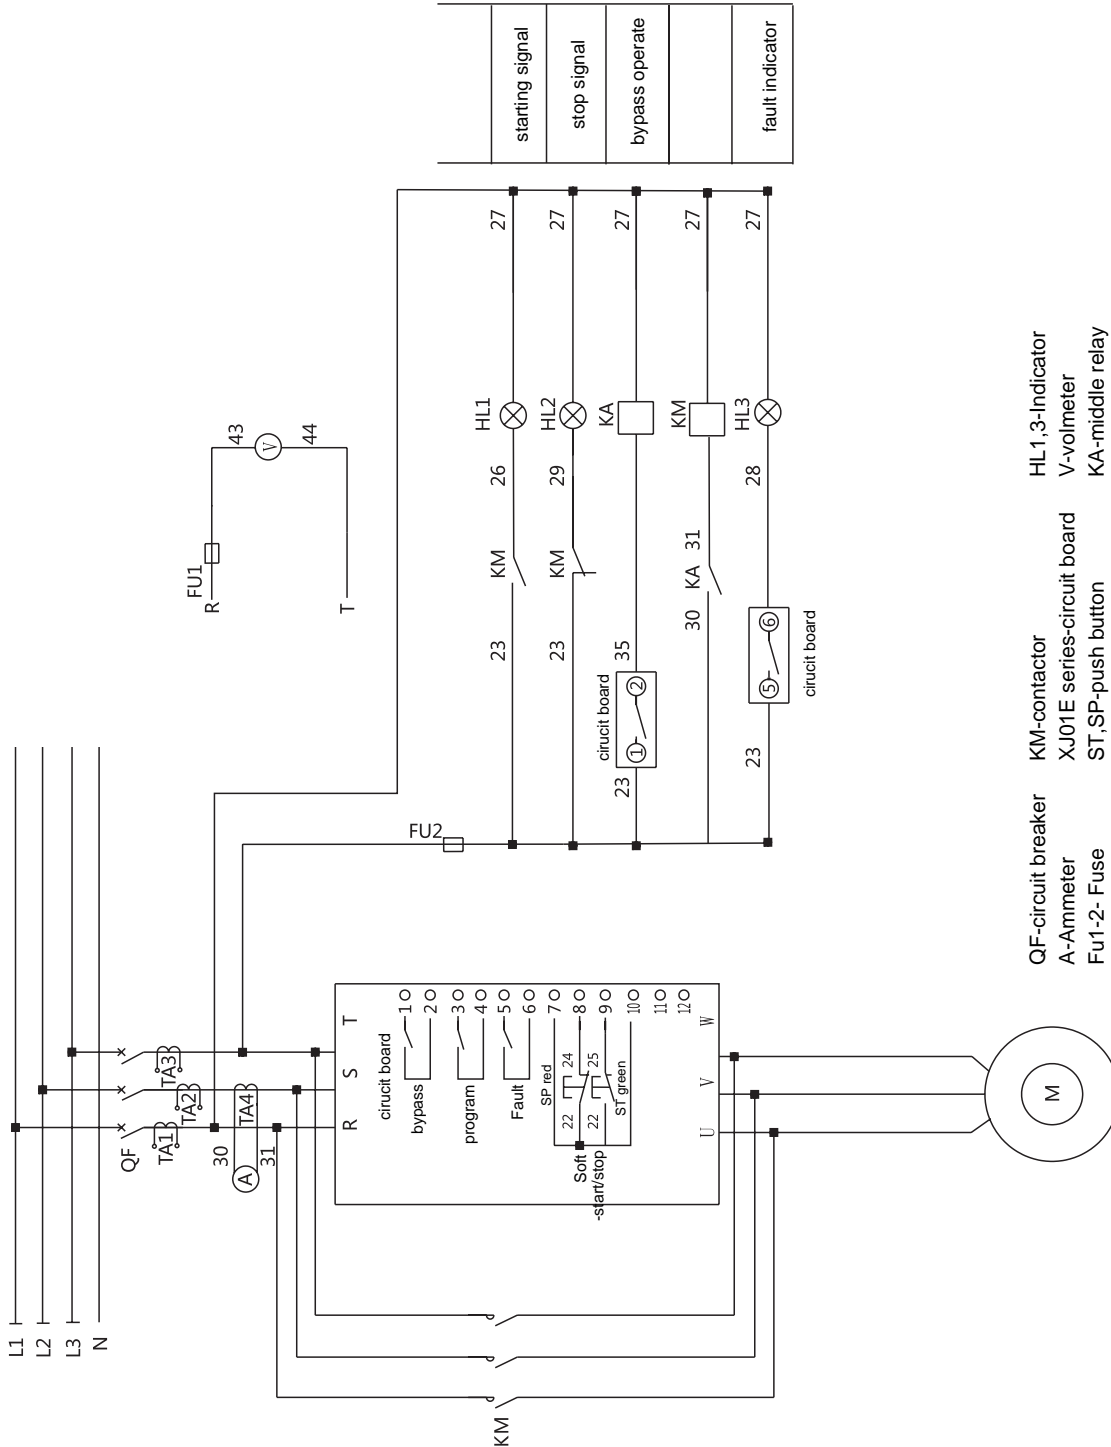 L1
L2
L3
N
QF
TA1
TA2
TA3
30
TA4
31
A
R
S
T
cirucit board
bypass
1
2
program
3
4
Fault
5
6
SP red
7
22
24
8
22
25
9
ST green
10
Soft
-start/stop
11
12
U
V
W
KM
M
FU1
R
T
43
V
44
FU2
23
KM
26
HL1
27
starting signal
23
KM
29
HL2
27
stop signal
23
cirucit board
1
2
35
KA
27
bypass operate
30
KA
31
KM
27
23
5
6
cirucit board
28
HL3
27
fault indicator
QF-circuit breaker
A-Ammeter
Fu1-2- Fuse
KM-contactor
XJ01E series-circuit board
ST,SP-push button
HL1,3-Indicator
V-volmeter
KA-middle relay